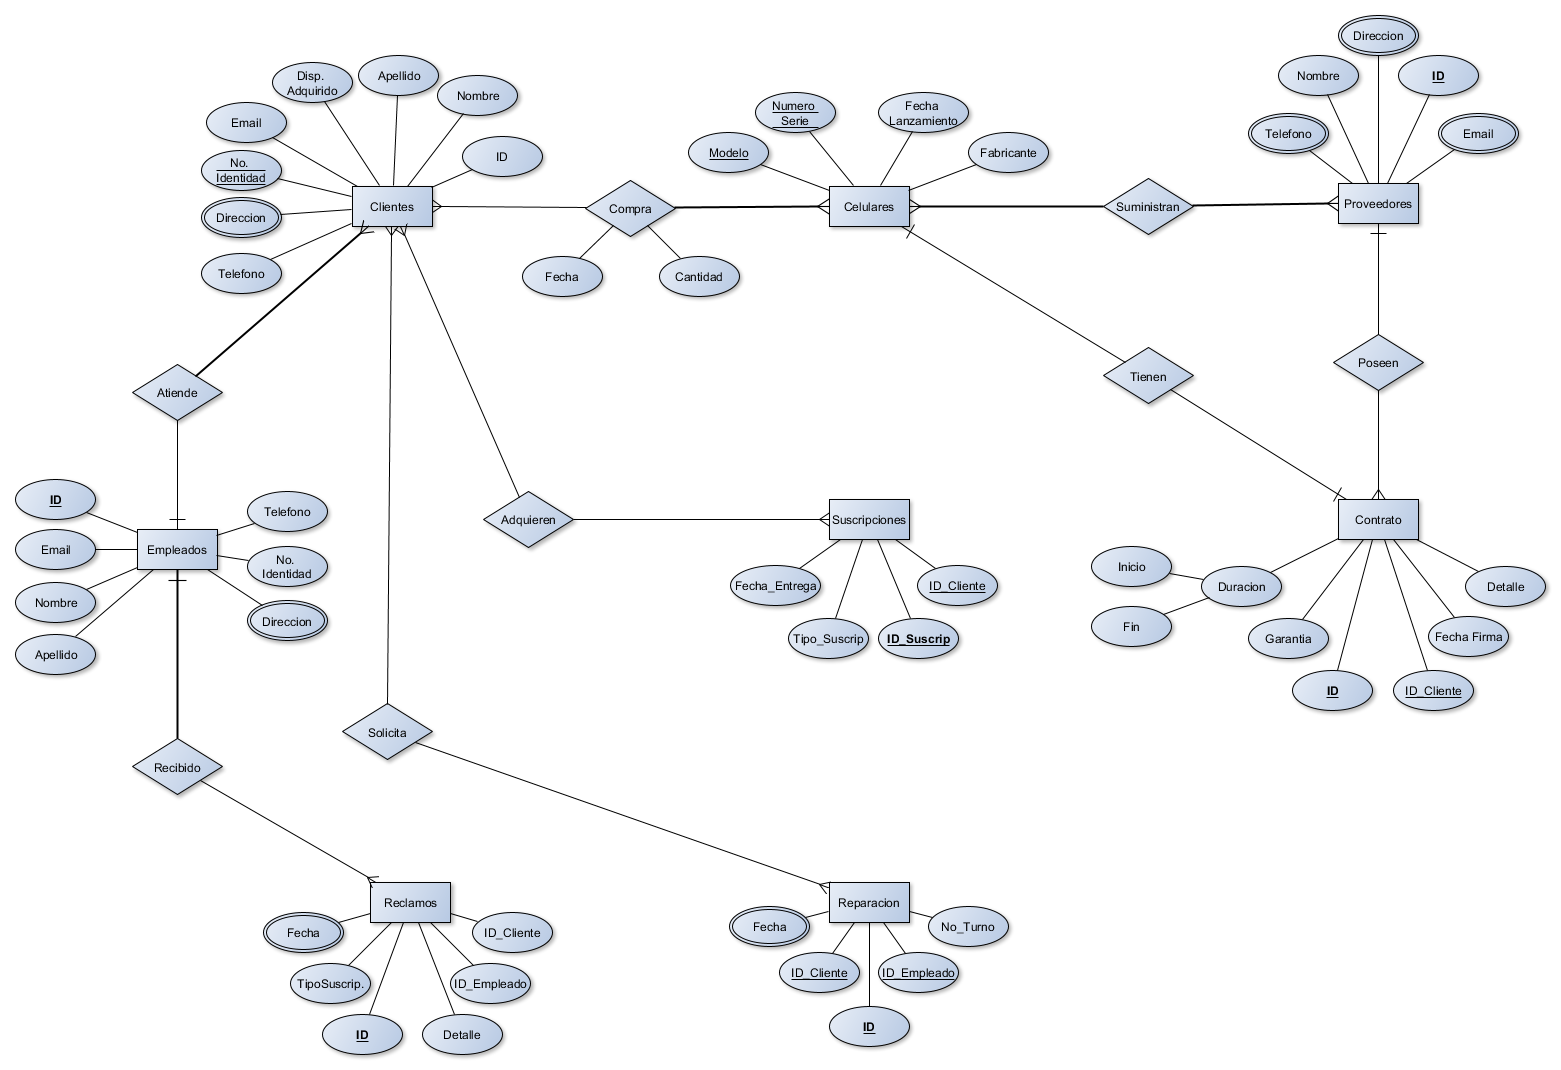 Direccion
Disp.
Adquirido
Apellido
Nombre
ID
Nombre
Email
Numero
Serie
Fecha
Lanzamiento
Telefono
Email
No.
Identidad
ID
Modelo
Fabricante
Direccion
Clientes
Compra
Celulares
Suministran
Proveedores
Telefono
Fecha
Cantidad
Atiende
Tienen
Poseen
ID
Telefono
Adquieren
Suscripciones
Contrato
Email
Empleados
No.
Identidad
Nombre
Direccion
Apellido
Fecha_Entrega
ID_Cliente
Tipo_Suscrip
ID_Suscrip
Inicio
Duracion
Detalle
Fin
Garantia
Fecha Firma
ID
ID_Cliente
Solicita
Recibido
Reclamos
Reparacion
Fecha
ID_Cliente
Fecha
No_Turno
TipoSuscrip.
ID_Empleado
ID_Cliente
ID_Empleado
ID
Detalle
ID